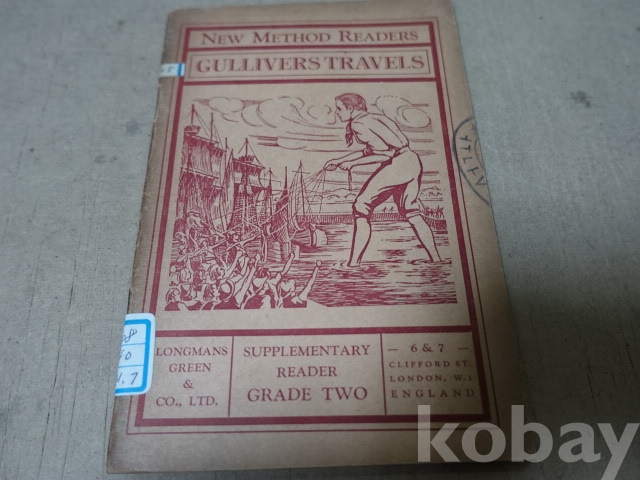 NEW METHOD READERS
GULLIVERS TRAVELS
LONGMANS
GREEN
&
CO., LTD.
SUPPLEMENTARY
READER
GRADE TWO
— 6 & 7 —
CLIFFORD ST.
LONDON, W.1
ENGLAND
kobay